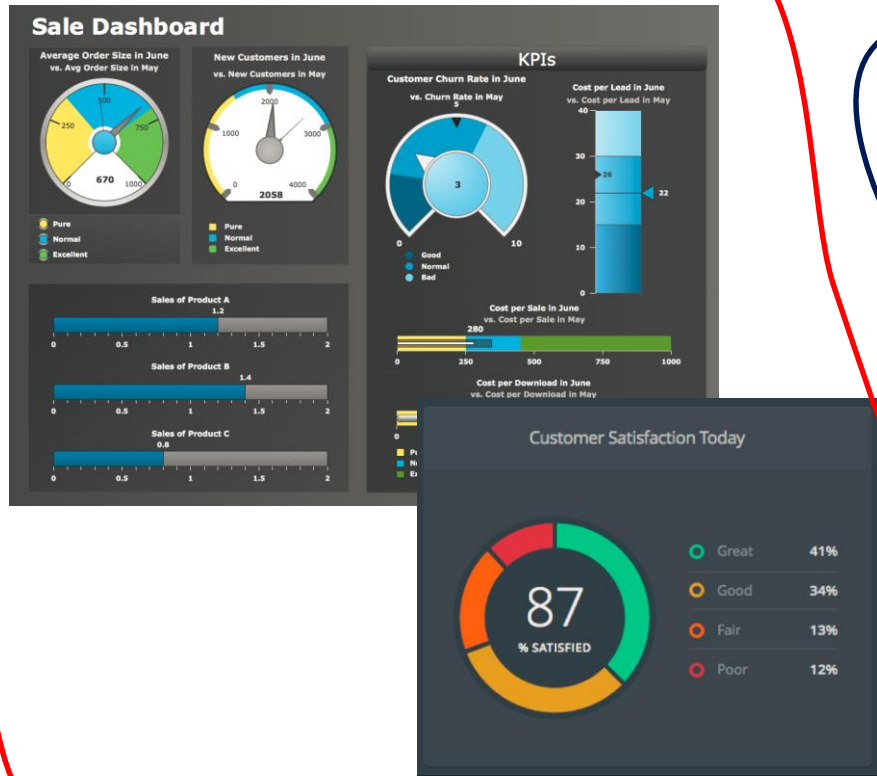 Sale Dashboard
Average Order Size in June
vs. Avg Order Size in May
500
250
750
0
1000
670
Pure
Normal
Excellent
New Customers in June
vs. New Customers in May
2000
1000
3000
0
4000
2058
Pure
Normal
Excellent
KPIs
Customer Churn Rate in June
vs. Churn Rate in May
5
3
0
10
Good
Normal
Bad
Cost per Lead in June
vs. Cost per Lead in May
40
30
26
22
20
10
0
Sales of Product A
1.2
0 0.5 1 1.5 2
Sales of Product B
1.4
0 0.5 1 1.5 2
Sales of Product C
0.8
0 0.5 1 1.5 2
Cost per Sale in June
vs. Cost per Sale in May
280
0 250 500 750 1000
Cost per Download in June
vs. Cost per Download in May
0
Customer Satisfaction Today
87
% SATISFIED
Great 41%
Good 34%
Fair 13%
Poor 12%